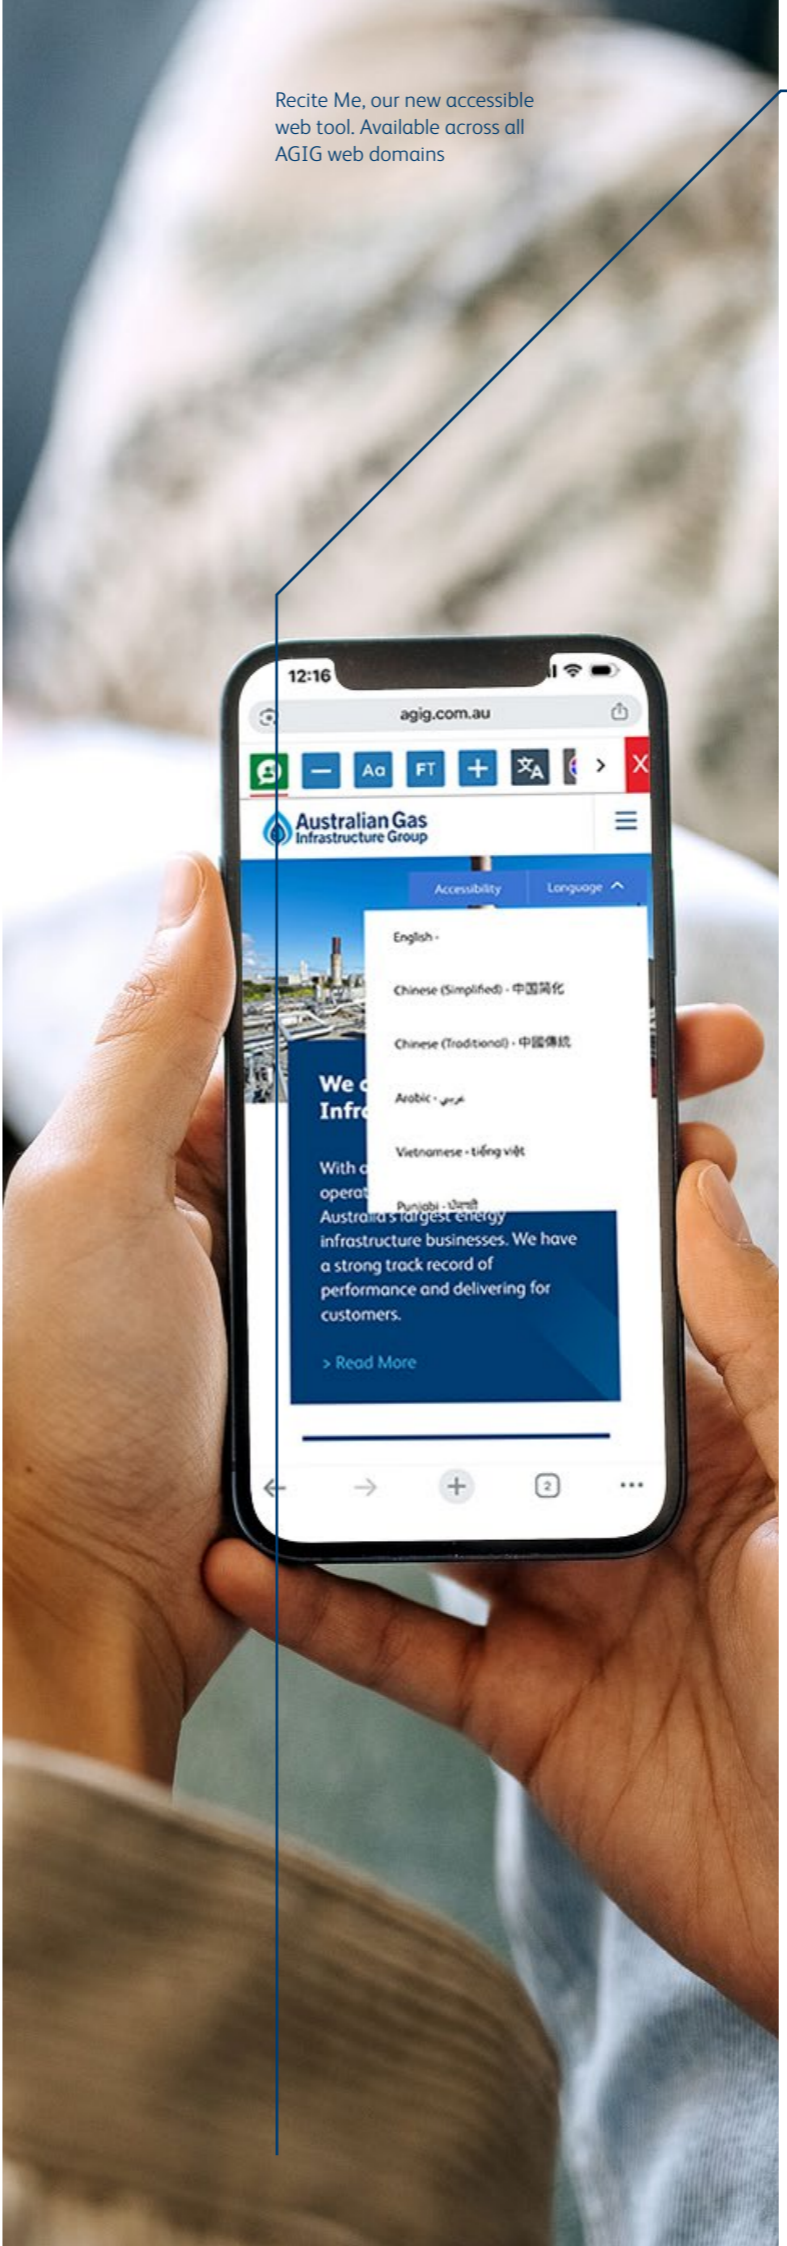 Recite Me, our new accessible
web tool. Available across all
AGIG web domains
12:16
agig.com.au
Aa FT
X
Australian Gas
Infrastructure Group
Accessibility Language
English -
Chinese (Simplified) - 中国简化
Chinese (Traditional) - 中國傳統
Arabic - عربي
Vietnamese - tiếng việt
Punjabi - ਪੰਜਾਬੀ
We
With
Australia's largest energy
infrastructure businesses. We have
a strong track record of
performance and delivering for
customers.
> Read More
2